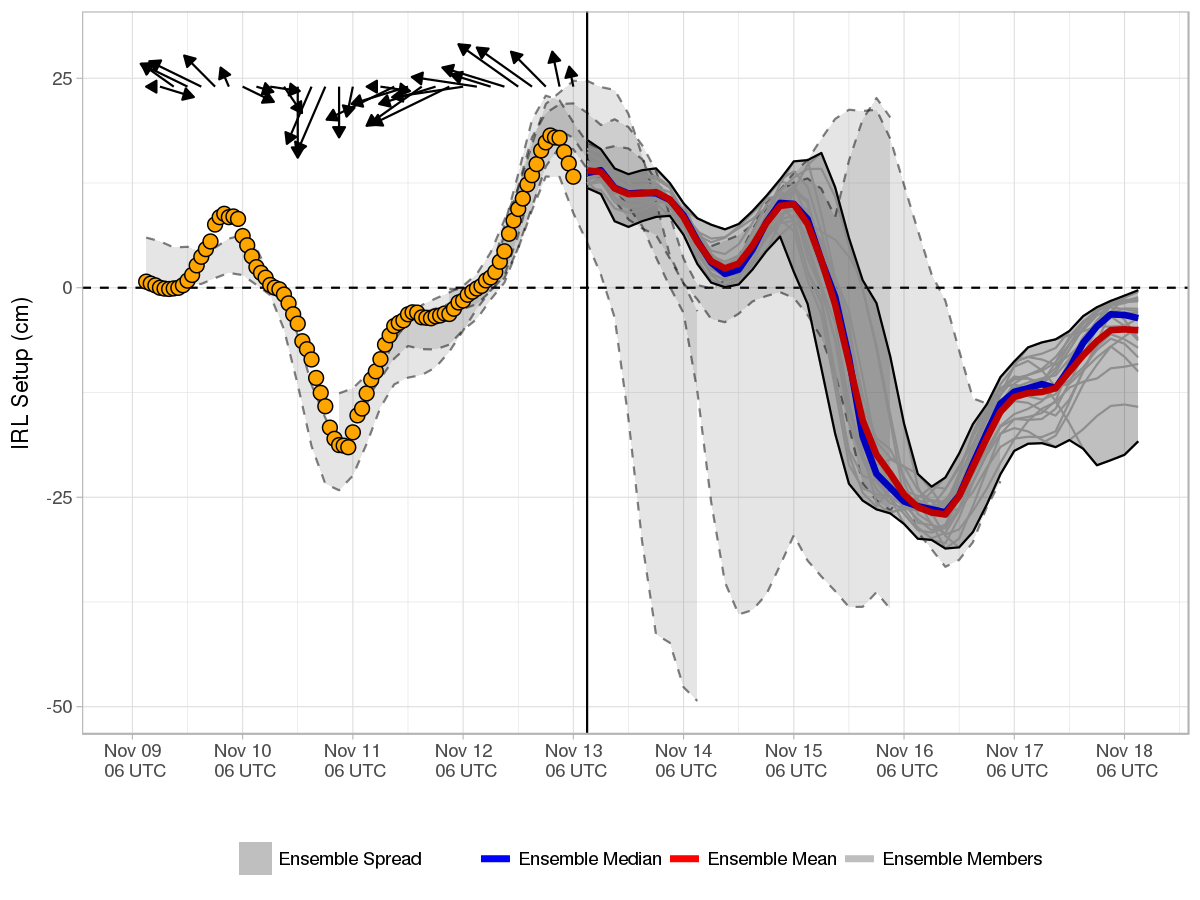 IRL Setup (cm)
25
0
-25
-50
Nov 09 Nov 10 Nov 11 Nov 12 Nov 13 Nov 14 Nov 15 Nov 16 Nov 17 Nov 18
06 UTC 06 UTC 06 UTC 06 UTC 06 UTC 06 UTC 06 UTC 06 UTC 06 UTC 06 UTC
Ensemble Spread Ensemble Median Ensemble Mean Ensemble Members